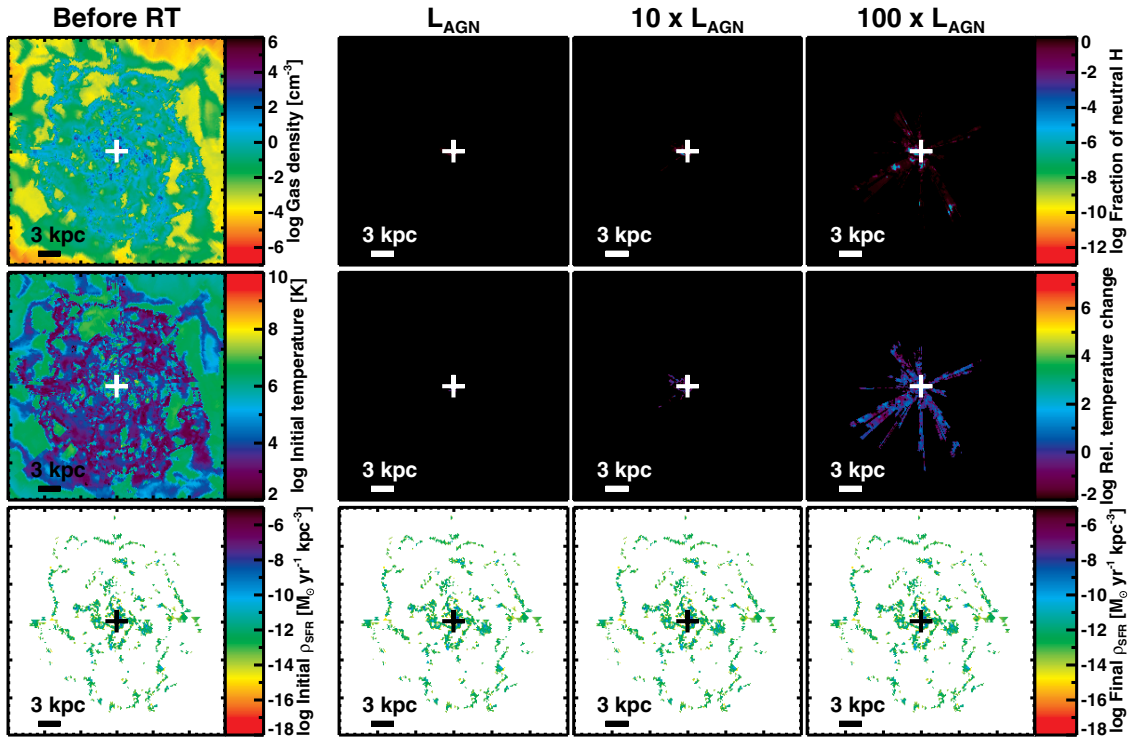 Before RT
L_AGN
10 x L_AGN
100 x L_AGN
6
4
2
0
-2
-4
-6
log Gas density [cm⁻³]
3 kpc
3 kpc
3 kpc
3 kpc
0
-2
-4
-6
-8
-10
-12
log Fraction of neutral H
10
8
6
4
2
log Initial temperature [K]
3 kpc
3 kpc
3 kpc
3 kpc
6
4
2
0
-2
log Rel. temperature change
-6
-8
-10
-12
-14
-16
-18
log Initial ρ_SFR [M_⊙ yr⁻¹ kpc⁻³]
3 kpc
3 kpc
3 kpc
3 kpc
-6
-8
-10
-12
-14
-16
-18
log Final ρ_SFR [M_⊙ yr⁻¹ kpc⁻³]